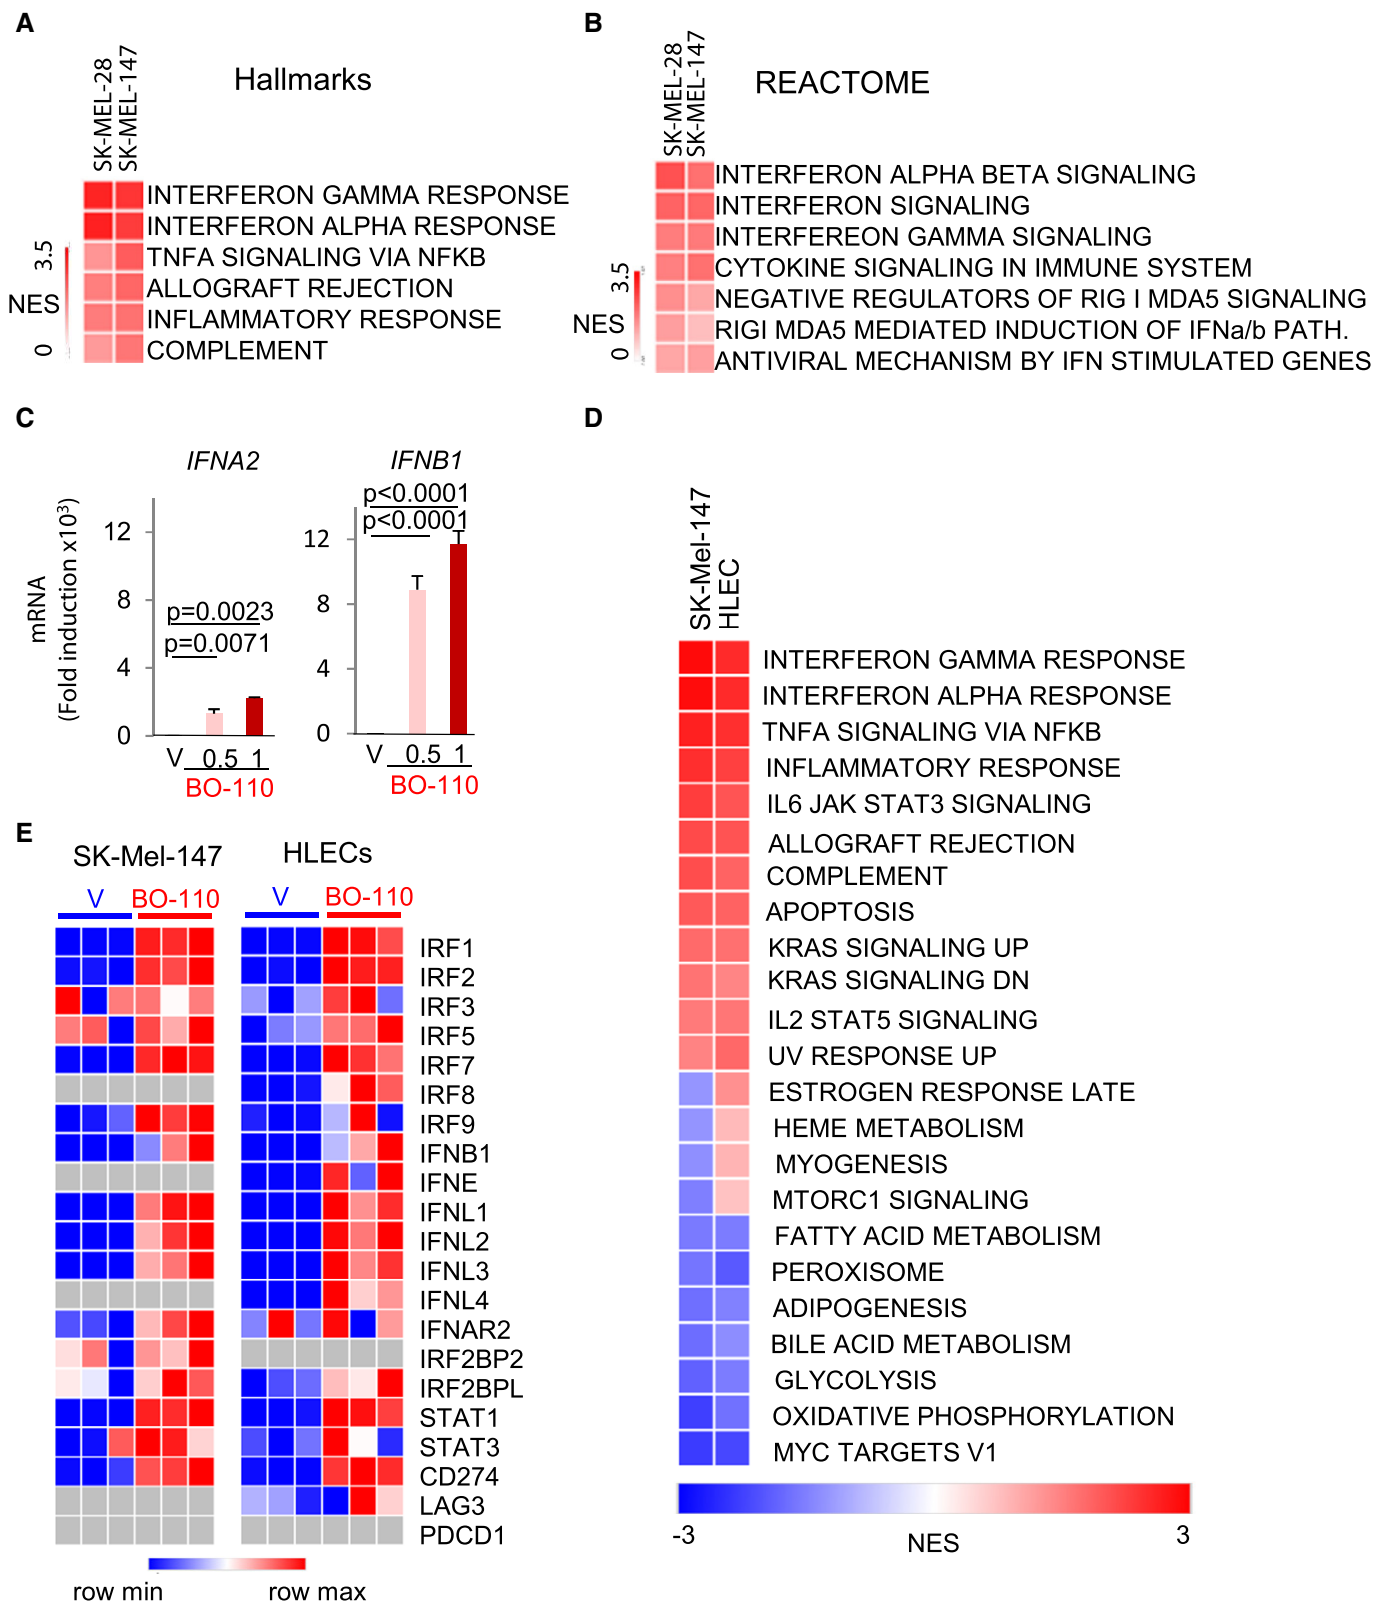 A
SK-MEL-28
SK-MEL-147
Hallmarks
INTERFERON GAMMA RESPONSE
INTERFERON ALPHA RESPONSE
TNFA SIGNALING VIA NFKB
ALLOGRAFT REJECTION
INFLAMMATORY RESPONSE
COMPLEMENT
3.5
NES
0
B
SK-MEL-28
SK-MEL-147
REACTOME
INTERFERON ALPHA BETA SIGNALING
INTERFERON SIGNALING
INTERFEREON GAMMA SIGNALING
CYTOKINE SIGNALING IN IMMUNE SYSTEM
NEGATIVE REGULATORS OF RIG I MDA5 SIGNALING
RIGI MDA5 MEDIATED INDUCTION OF IFNa/b PATH.
ANTIVIRAL MECHANISM BY IFN STIMULATED GENES
3.5
NES
0
C
mRNA
(Fold induction x10³)
IFNA2
12
8
4
0
p=0.0023
p=0.0071
V 0.5 1
BO-110
IFNB1
p<0.0001
p<0.0001
12
8
4
0
V 0.5 1
BO-110
D
SK-Mel-147
HLEC
INTERFERON GAMMA RESPONSE
INTERFERON ALPHA RESPONSE
TNFA SIGNALING VIA NFKB
INFLAMMATORY RESPONSE
IL6 JAK STAT3 SIGNALING
ALLOGRAFT REJECTION
COMPLEMENT
APOPTOSIS
KRAS SIGNALING UP
KRAS SIGNALING DN
IL2 STAT5 SIGNALING
UV RESPONSE UP
ESTROGEN RESPONSE LATE
HEME METABOLISM
MYOGENESIS
MTORC1 SIGNALING
FATTY ACID METABOLISM
PEROXISOME
ADIPOGENESIS
BILE ACID METABOLISM
GLYCOLYSIS
OXIDATIVE PHOSPHORYLATION
MYC TARGETS V1
-3
NES
3
E
SK-Mel-147
HLECs
V BO-110
V BO-110
IRF1
IRF2
IRF3
IRF5
IRF7
IRF8
IRF9
IFNB1
IFNE
IFNL1
IFNL2
IFNL3
IFNL4
IFNAR2
IRF2BP2
IRF2BPL
STAT1
STAT3
CD274
LAG3
PDCD1
row min
row max